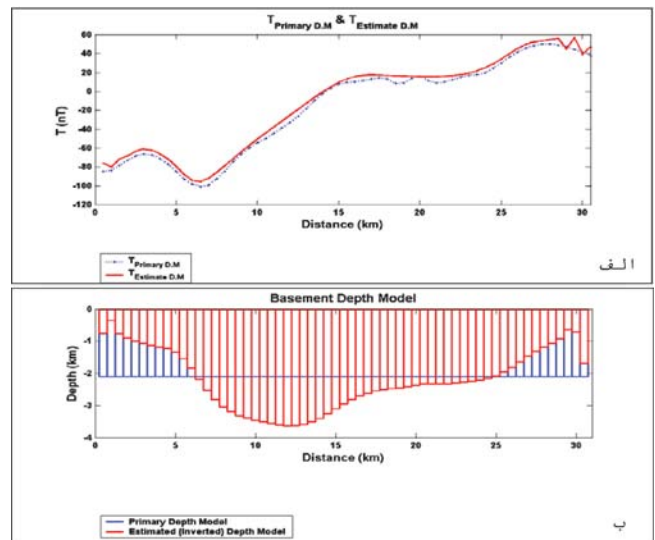 T Primary D.M & T Estimate D.M
60
40
20
0
-20
-40
-60
-80
-100
-120
T (nT)
0 5 10 15 20 25 30
Distance (km)
T Primary D.M
T Estimate D.M
الف
Basement Depth Model
0
-1
-2
-3
-4
Depth (km)
0 5 10 15 20 25 30
Distance (km)
Primary Depth Model
Estimated (Inverted) Depth Model
ب